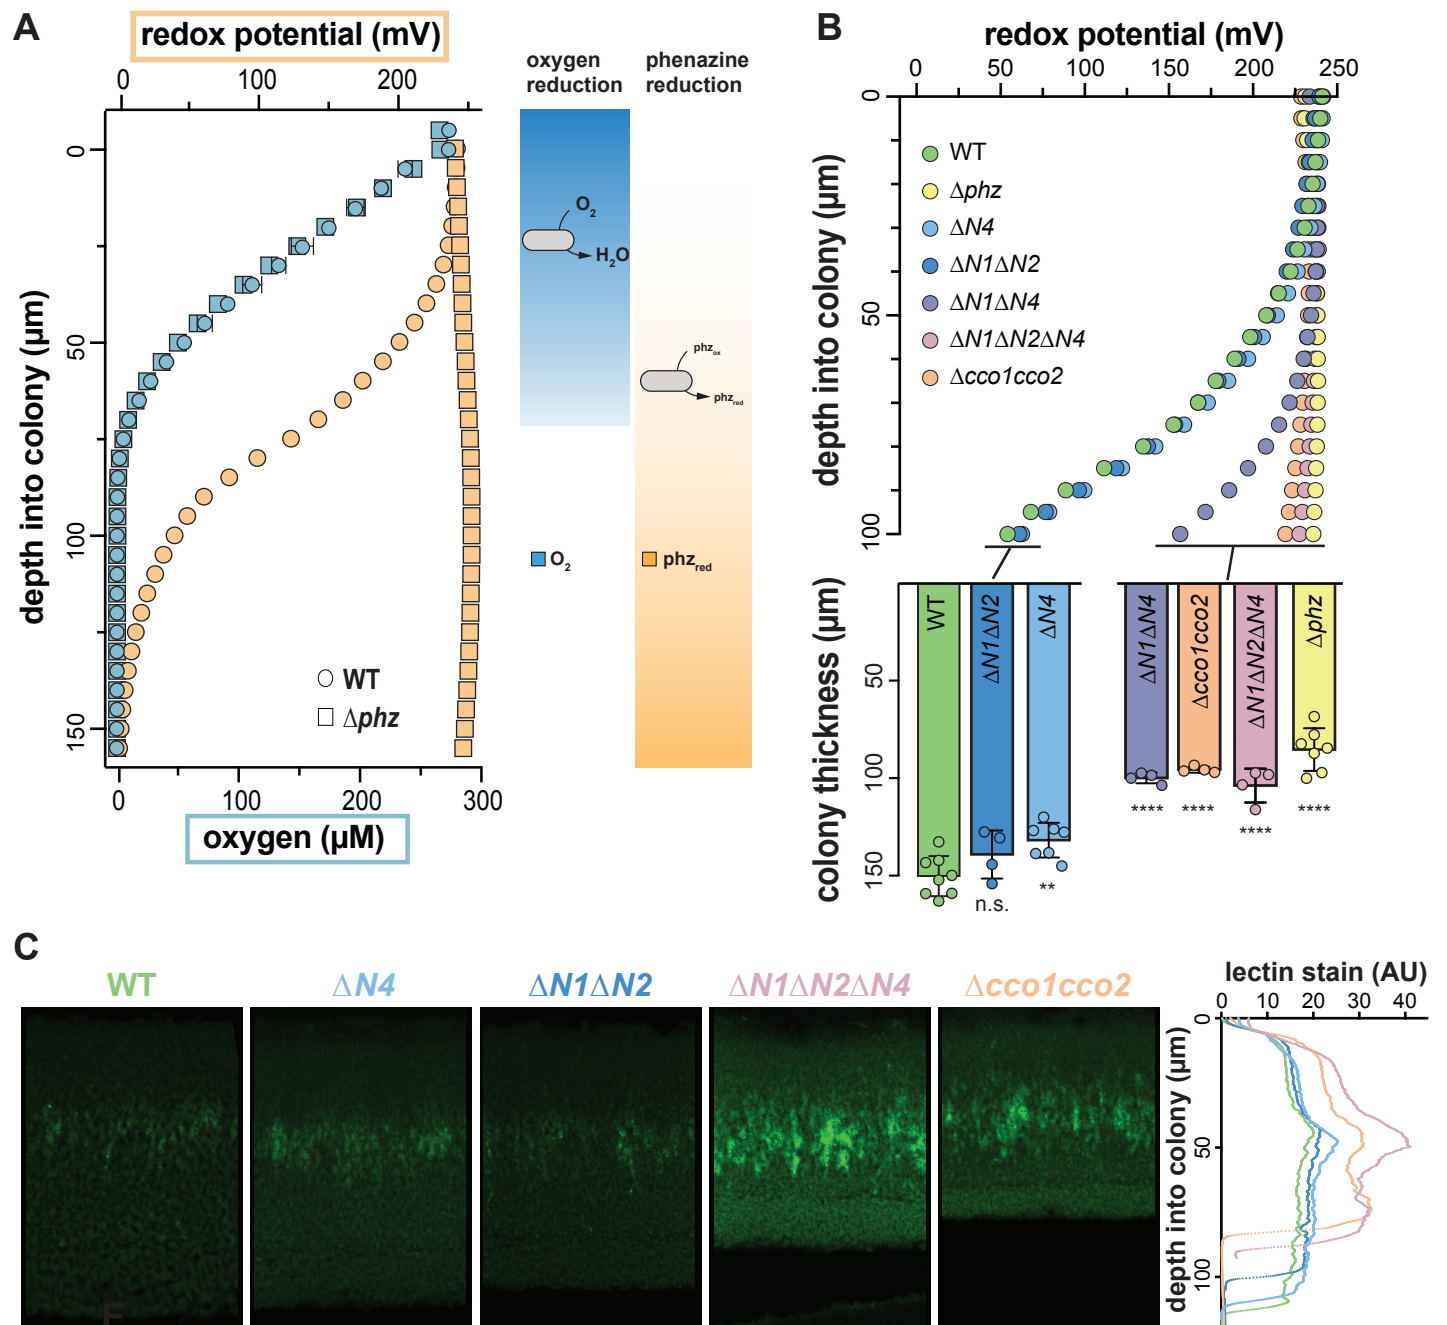 A
redox potential (mV)
0 100 200
oxygen reduction
phenazine reduction
depth into colony (µm)
0
50
100
150
O2
H2O
phzox
phzred
O2
phzred
WT
Δphz
0 100 200 300
oxygen (µM)
B
redox potential (mV)
0 50 100 150 200 250
depth into colony (µm)
0
50
100
WT
Δphz
ΔN4
ΔN1ΔN2
ΔN1ΔN4
ΔN1ΔN2ΔN4
Δcco1cco2
colony thickness (µm)
50
100
150
WT
ΔN1ΔN2
ΔN4
ΔN1ΔN4
Δcco1cco2
ΔN1ΔN2ΔN4
Δphz
n.s.
**
****
****
****
****
C
WT
ΔN4
ΔN1ΔN2
ΔN1ΔN2ΔN4
Δcco1cco2
E
lectin stain (AU)
0 10 20 30 40
depth into colony (µm)
0
50
100